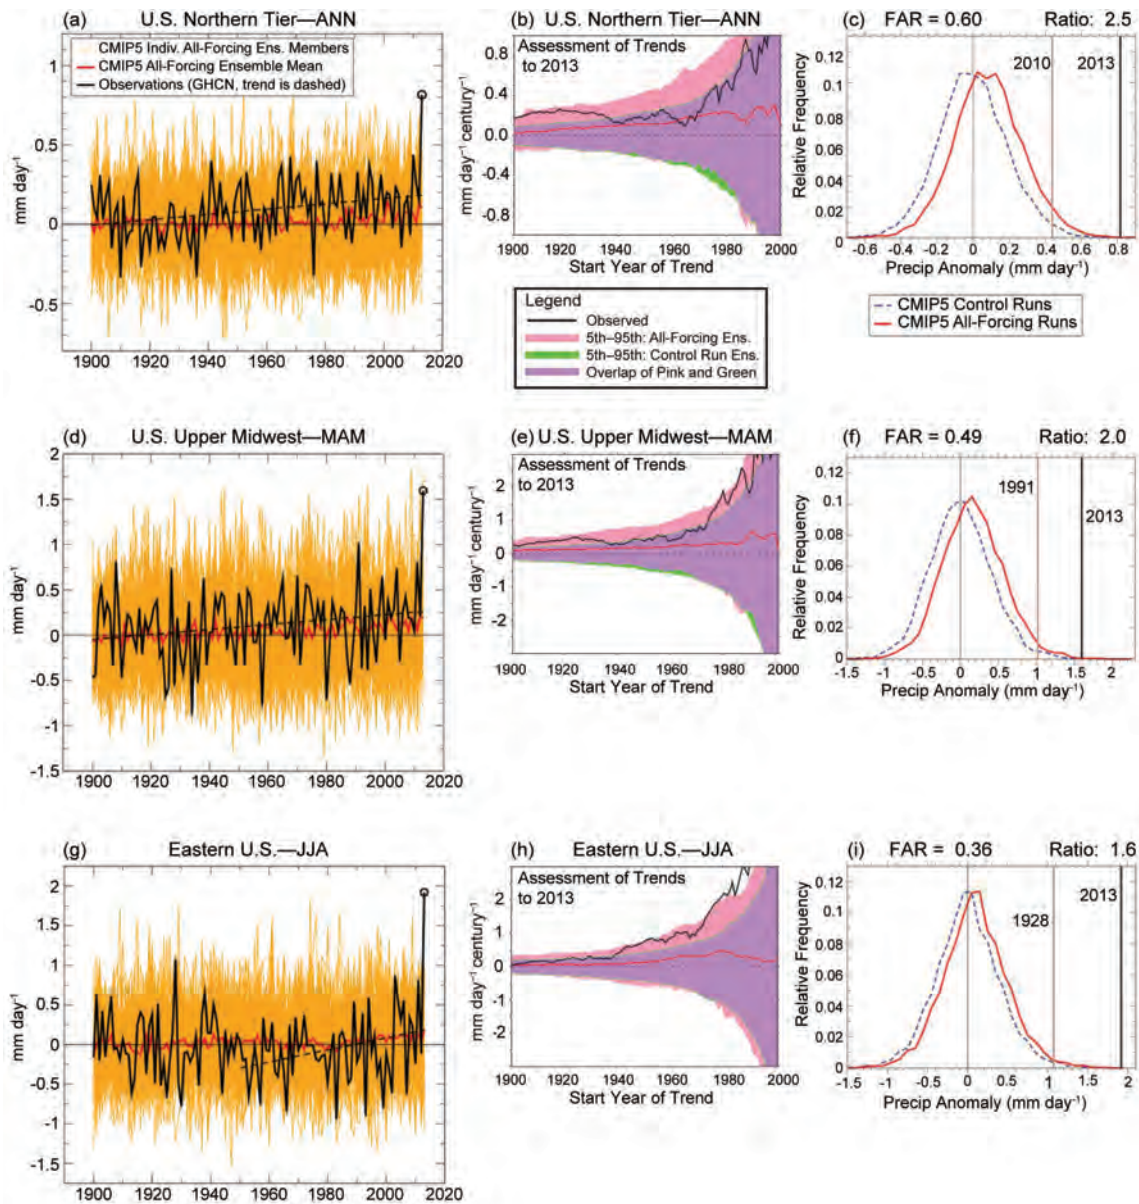 (a) U.S. Northern Tier—ANN
CMIP5 Indiv. All-Forcing Ens. Members
CMIP5 All-Forcing Ensemble Mean
Observations (GHCN, trend is dashed)
mm day⁻¹
1
0.5
0
-0.5
1900 1920 1940 1960 1980 2000 2020
(b) U.S. Northern Tier—ANN
Assessment of Trends
to 2013
mm day⁻¹ century⁻¹
0.8
0.4
0.0
-0.4
-0.8
1900 1920 1940 1960 1980 2000
Start Year of Trend
Legend
Observed
5th–95th: All-Forcing Ens.
5th–95th: Control Run Ens.
Overlap of Pink and Green
(c) FAR = 0.60 Ratio: 2.5
2010
2013
Relative Frequency
0.12
0.1
0.08
0.06
0.04
0.02
0
-0.6 -0.4 -0.2 0 0.2 0.4 0.6 0.8
Precip Anomaly (mm day⁻¹)
CMIP5 Control Runs
CMIP5 All-Forcing Runs
(d) U.S. Upper Midwest—MAM
mm day⁻¹
2
1.5
1
0.5
0
-0.5
-1
-1.5
1900 1920 1940 1960 1980 2000 2020
(e) U.S. Upper Midwest—MAM
Assessment of Trends
to 2013
mm day⁻¹ century⁻¹
2
1
0
-1
-2
1900 1920 1940 1960 1980 2000
Start Year of Trend
(f) FAR = 0.49 Ratio: 2.0
1991
2013
Relative Frequency
0.12
0.1
0.08
0.06
0.04
0.02
0
-1.5 -1 -0.5 0 0.5 1 1.5 2
Precip Anomaly (mm day⁻¹)
(g) Eastern U.S.—JJA
mm day⁻¹
2
1.5
1
0.5
0
-0.5
-1
-1.5
1900 1920 1940 1960 1980 2000 2020
(h) Eastern U.S.—JJA
Assessment of Trends
to 2013
mm day⁻¹ century⁻¹
2
1
0
-1
-2
1900 1920 1940 1960 1980 2000
Start Year of Trend
(i) FAR = 0.36 Ratio: 1.6
2013
1928
Relative Frequency
0.12
0.1
0.08
0.06
0.04
0.02
0
-1.5 -1 -0.5 0 0.5 1 1.5 2
Precip Anomaly (mm day⁻¹)